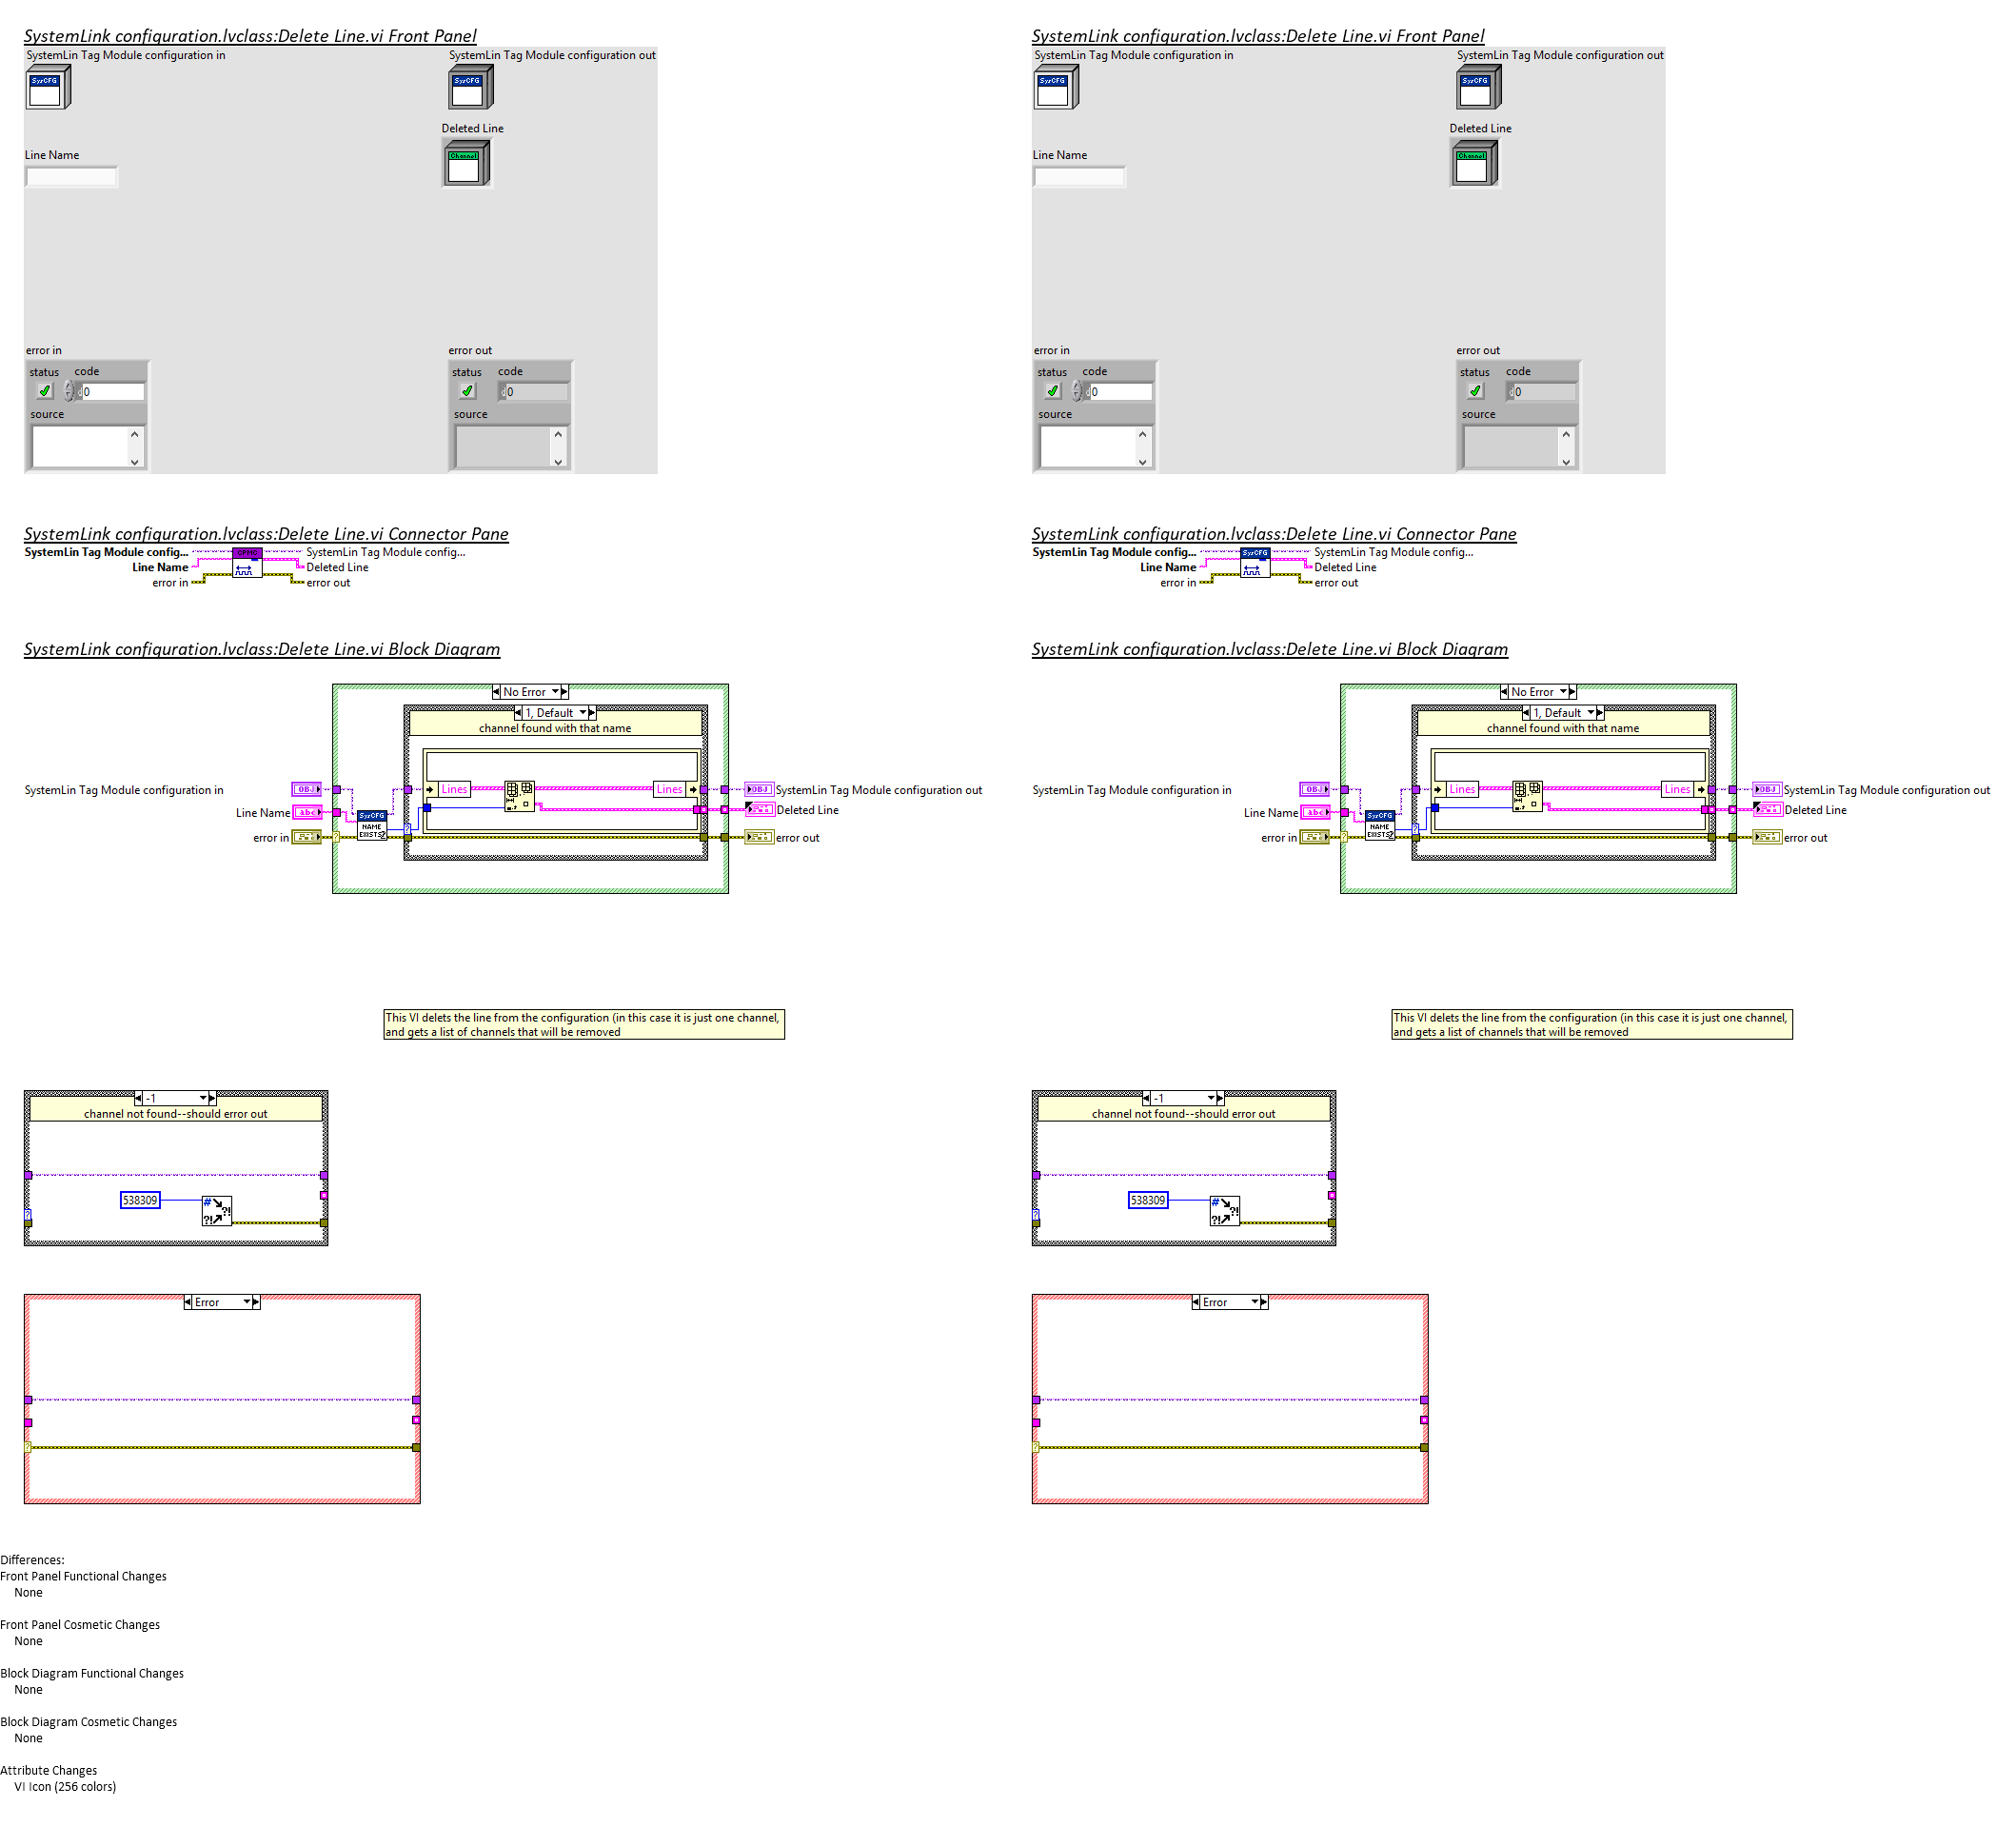 SystemLink configuration.lvclass:Delete Line.vi Front Panel
SystemLin Tag Module configuration in
SystemLin Tag Module configuration out
SysCFG
SysCFG
Deleted Line
Channel
Line Name
error in
error out
status code
0
source
status code
0
source
SystemLink configuration.lvclass:Delete Line.vi Connector Pane
SystemLin Tag Module config...
SystemLin Tag Module config...
Line Name
Deleted Line
error in
error out
SystemLink configuration.lvclass:Delete Line.vi Block Diagram
No Error
1, Default
channel found with that name
SystemLin Tag Module configuration in
OBJ
Lines
Lines
OBJ
SystemLin Tag Module configuration out
Line Name
abc
SysCFG
NAME
EXISTS?
Deleted Line
error in
error out
This VI delets the line from the configuration (in this case it is just one channel,
and gets a list of channels that will be removed
-1
channel not found--should error out
538309
Error
SystemLink configuration.lvclass:Delete Line.vi Front Panel
SystemLin Tag Module configuration in
SystemLin Tag Module configuration out
SysCFG
SysCFG
Deleted Line
Channel
Line Name
error in
error out
status code
0
source
status code
0
source
SystemLink configuration.lvclass:Delete Line.vi Connector Pane
SystemLin Tag Module config...
SysCFG
SystemLin Tag Module config...
Line Name
Deleted Line
error in
error out
SystemLink configuration.lvclass:Delete Line.vi Block Diagram
No Error
1, Default
channel found with that name
SystemLin Tag Module configuration in
OBJ
Lines
Lines
OBJ
SystemLin Tag Module configuration out
Line Name
abc
SysCFG
NAME
EXISTS?
Deleted Line
error in
error out
This VI delets the line from the configuration (in this case it is just one channel,
and gets a list of channels that will be removed
-1
channel not found--should error out
538309
Error
Differences:
Front Panel Functional Changes
None
Front Panel Cosmetic Changes
None
Block Diagram Functional Changes
None
Block Diagram Cosmetic Changes
None
Attribute Changes
VI Icon (256 colors)